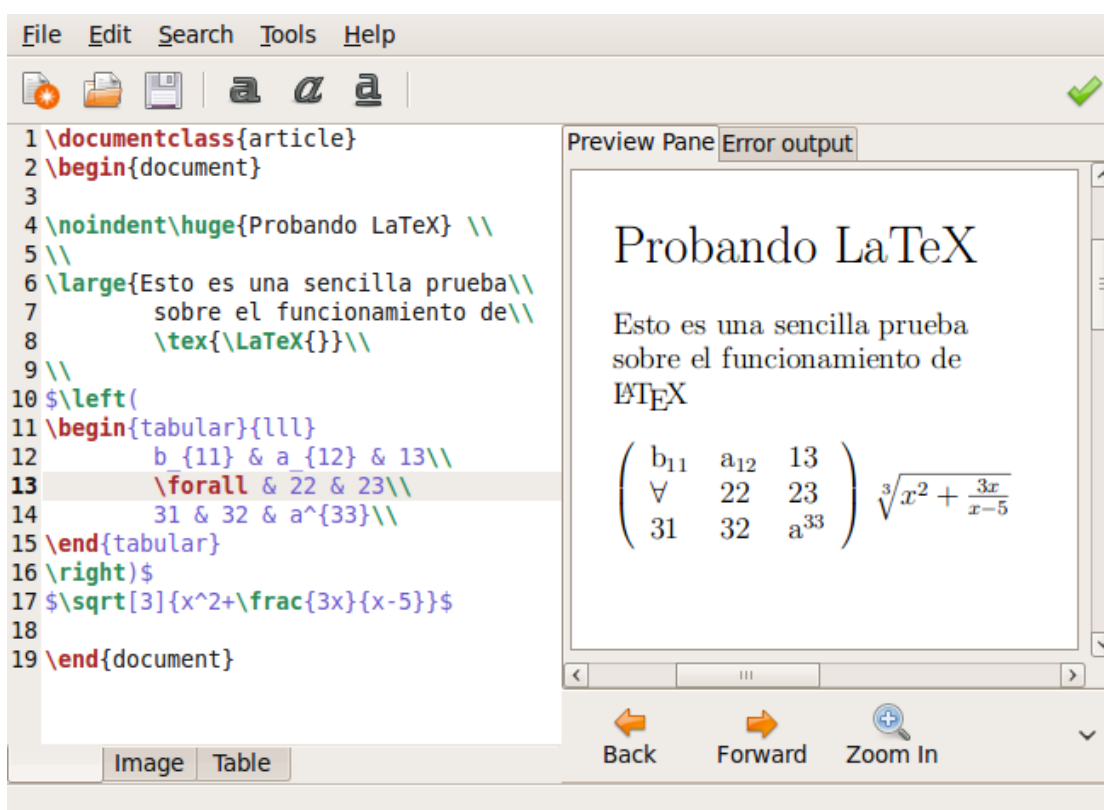 File Edit Search Tools Help
a a a
1 \documentclass{article}
2 \begin{document}
3
4 \noindent\huge{Probando LaTeX} \\
5 \\
6 \large{Esto es una sencilla prueba\\
7 sobre el funcionamiento de\\
8 \tex{\LaTeX{}}\\
9 \\
10 $\left(
11 \begin{tabular}{lll}
12 b_{11} & a_{12} & 13\\
13 \forall & 22 & 23\\
14 31 & 32 & a^{33}\\
15 \end{tabular}
16 \right)$
17 $\sqrt[3]{x^2+\frac{3x}{x-5}}$
18
19 \end{document}
Image Table
Preview Pane Error output
Probando LaTeX
Esto es una sencilla prueba
sobre el funcionamiento de
LATEX
b₁₁ a₁₂ 13
∀ 22 23
31 32 a³³
∛(x² + 3x/(x−5))
Back Forward Zoom In